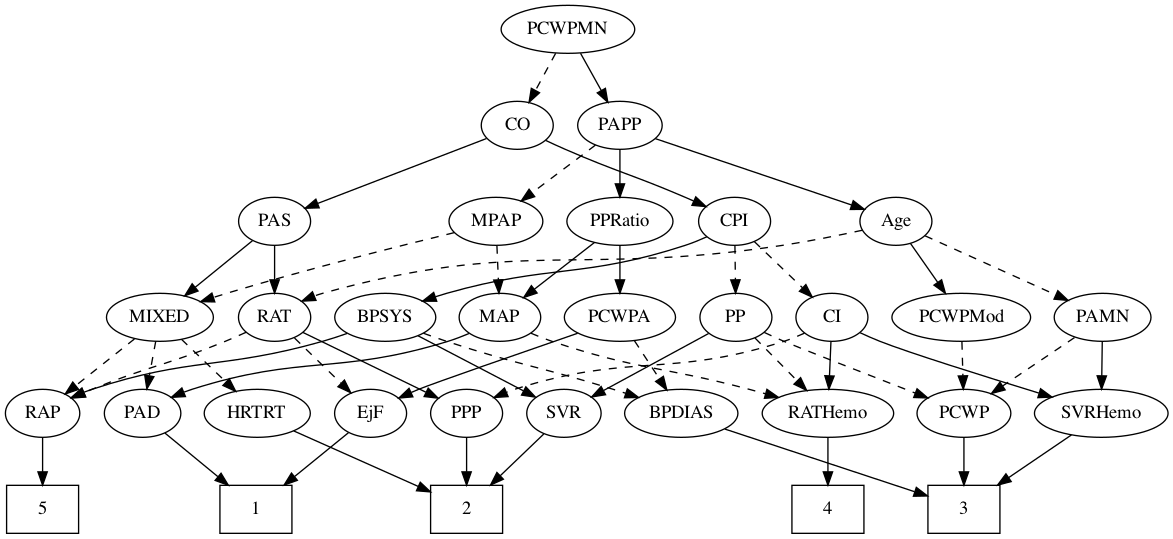 PCWPMN
CO
PAPP
PAS
MPAP
PPRatio
CPI
Age
MIXED
RAT
BPSYS
MAP
PCWPA
PP
CI
PCWPMod
PAMN
RAP
PAD
HRTRT
EjF
PPP
SVR
BPDIAS
RATHemo
PCWP
SVRHemo
5
1
2
4
3